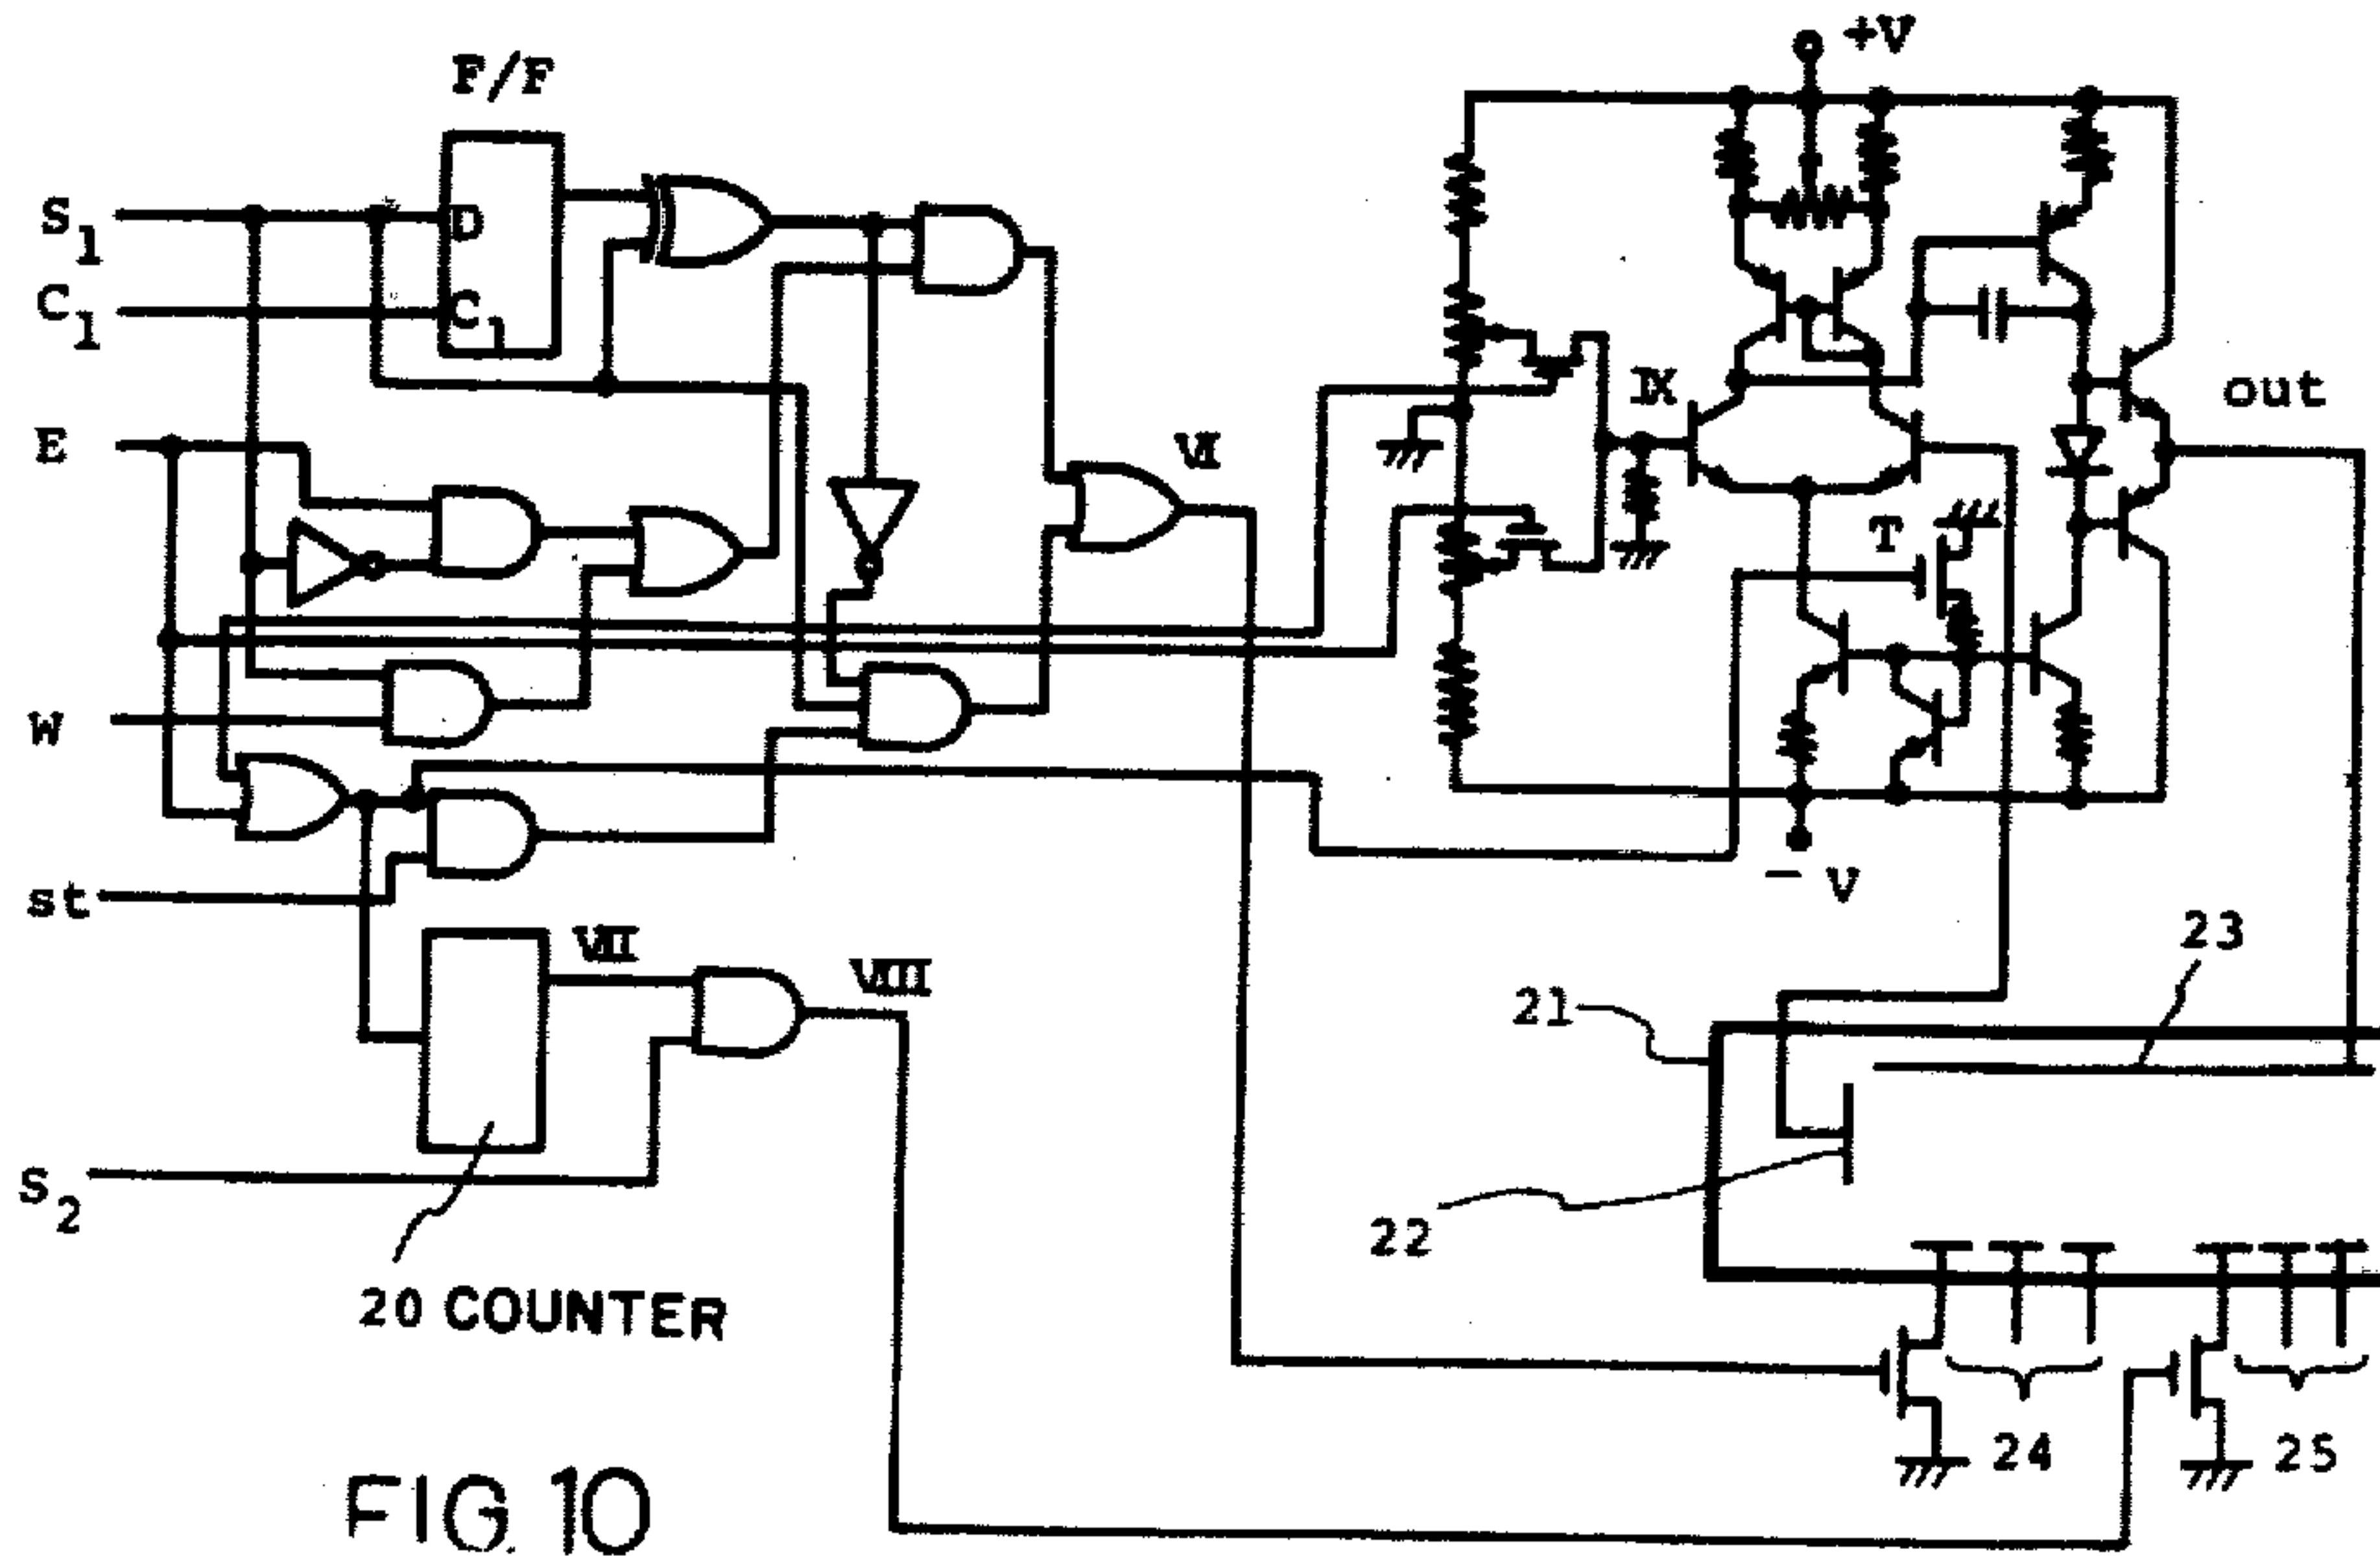 F/F
+V
S1
D
C1
C1
E
W
st
S2
VI
VII
VIII
IX
T
out
- V
21
22
23
20 COUNTER
24
25
FIG. 10